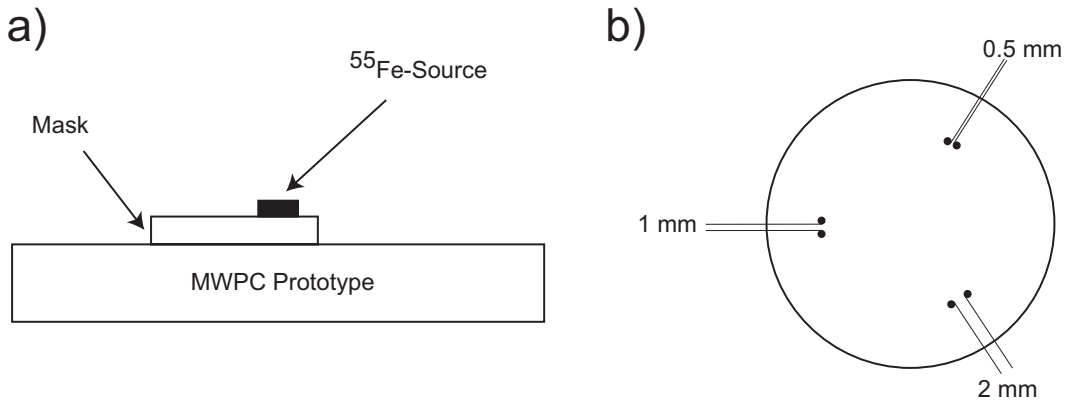 a)
⁵⁵Fe-Source
Mask
MWPC Prototype
b)
0.5 mm
1 mm
2 mm